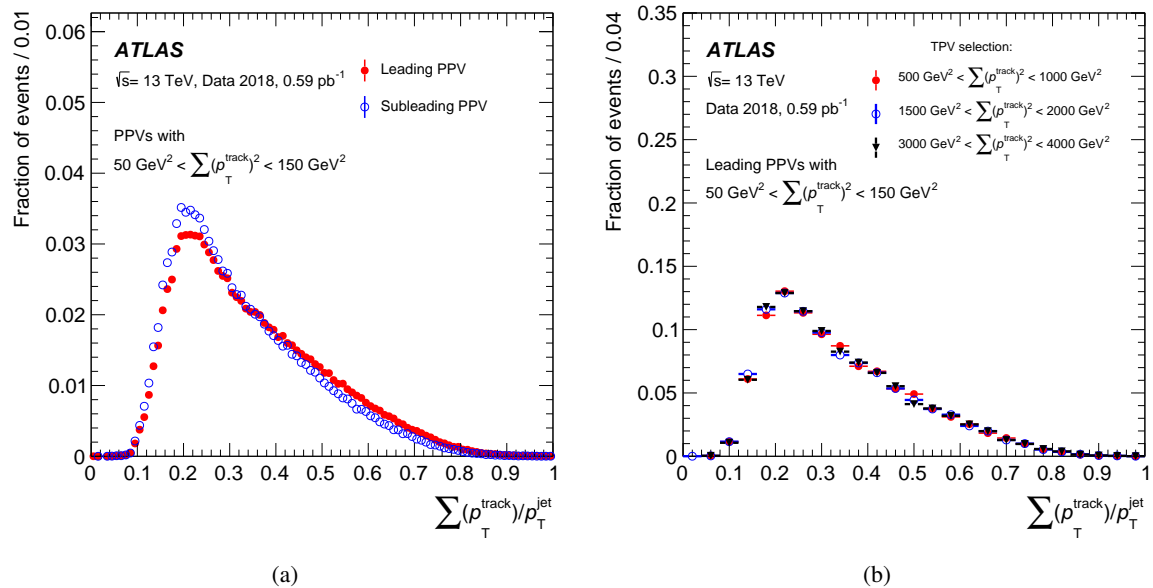 Fraction of events / 0.01
0.06
0.05
0.04
0.03
0.02
0.01
0
ATLAS
√s= 13 TeV, Data 2018, 0.59 pb⁻¹
PPVs with
50 GeV² < ∑(p_T^track)² < 150 GeV²
Leading PPV
Subleading PPV
0 0.1 0.2 0.3 0.4 0.5 0.6 0.7 0.8 0.9 1
∑(p_T^track)/p_T^jet
(a)
Fraction of events / 0.04
0.35
0.3
0.25
0.2
0.15
0.1
0.05
0
ATLAS
√s= 13 TeV
Data 2018, 0.59 pb⁻¹
Leading PPVs with
50 GeV² < ∑(p_T^track)² < 150 GeV²
TPV selection:
500 GeV² < ∑(p_T^track)² < 1000 GeV²
1500 GeV² < ∑(p_T^track)² < 2000 GeV²
3000 GeV² < ∑(p_T^track)² < 4000 GeV²
0 0.1 0.2 0.3 0.4 0.5 0.6 0.7 0.8 0.9 1
∑(p_T^track)/p_T^jet
(b)